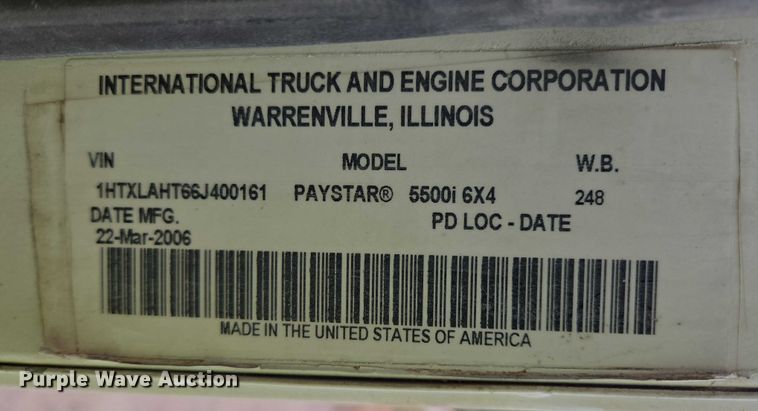 INTERNATIONAL TRUCK AND ENGINE CORPORATION
WARRENVILLE, ILLINOIS
VIN MODEL W.B.
1HTXLAHT66J400161 PAYSTAR® 5500i 6X4 248
DATE MFG. PD LOC - DATE
22-Mar-2006
MADE IN THE UNITED STATES OF AMERICA
Purple Wave Auction